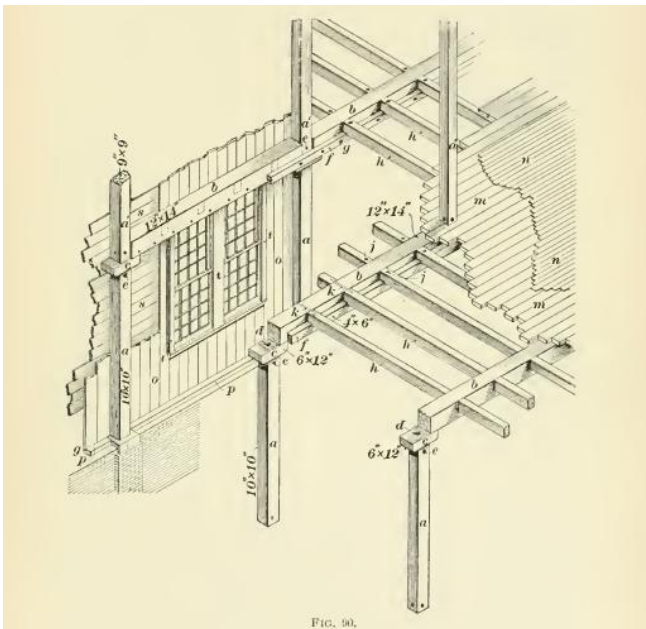 b
a'
h'
e
b
g
f
h'
h'
9"×9"
b
a'
n
s
12"×14"
a
c
e
a
m
12"×14"
n
j
b
j
m
t
t
o
k
k
s
d
4"×6"
c
f
6"×12"
e
h'
b
a
o
t
h'
10"×10"
p
a
d
c
6"×12"
e
g
p
10"×10"
a
FIG. 90.